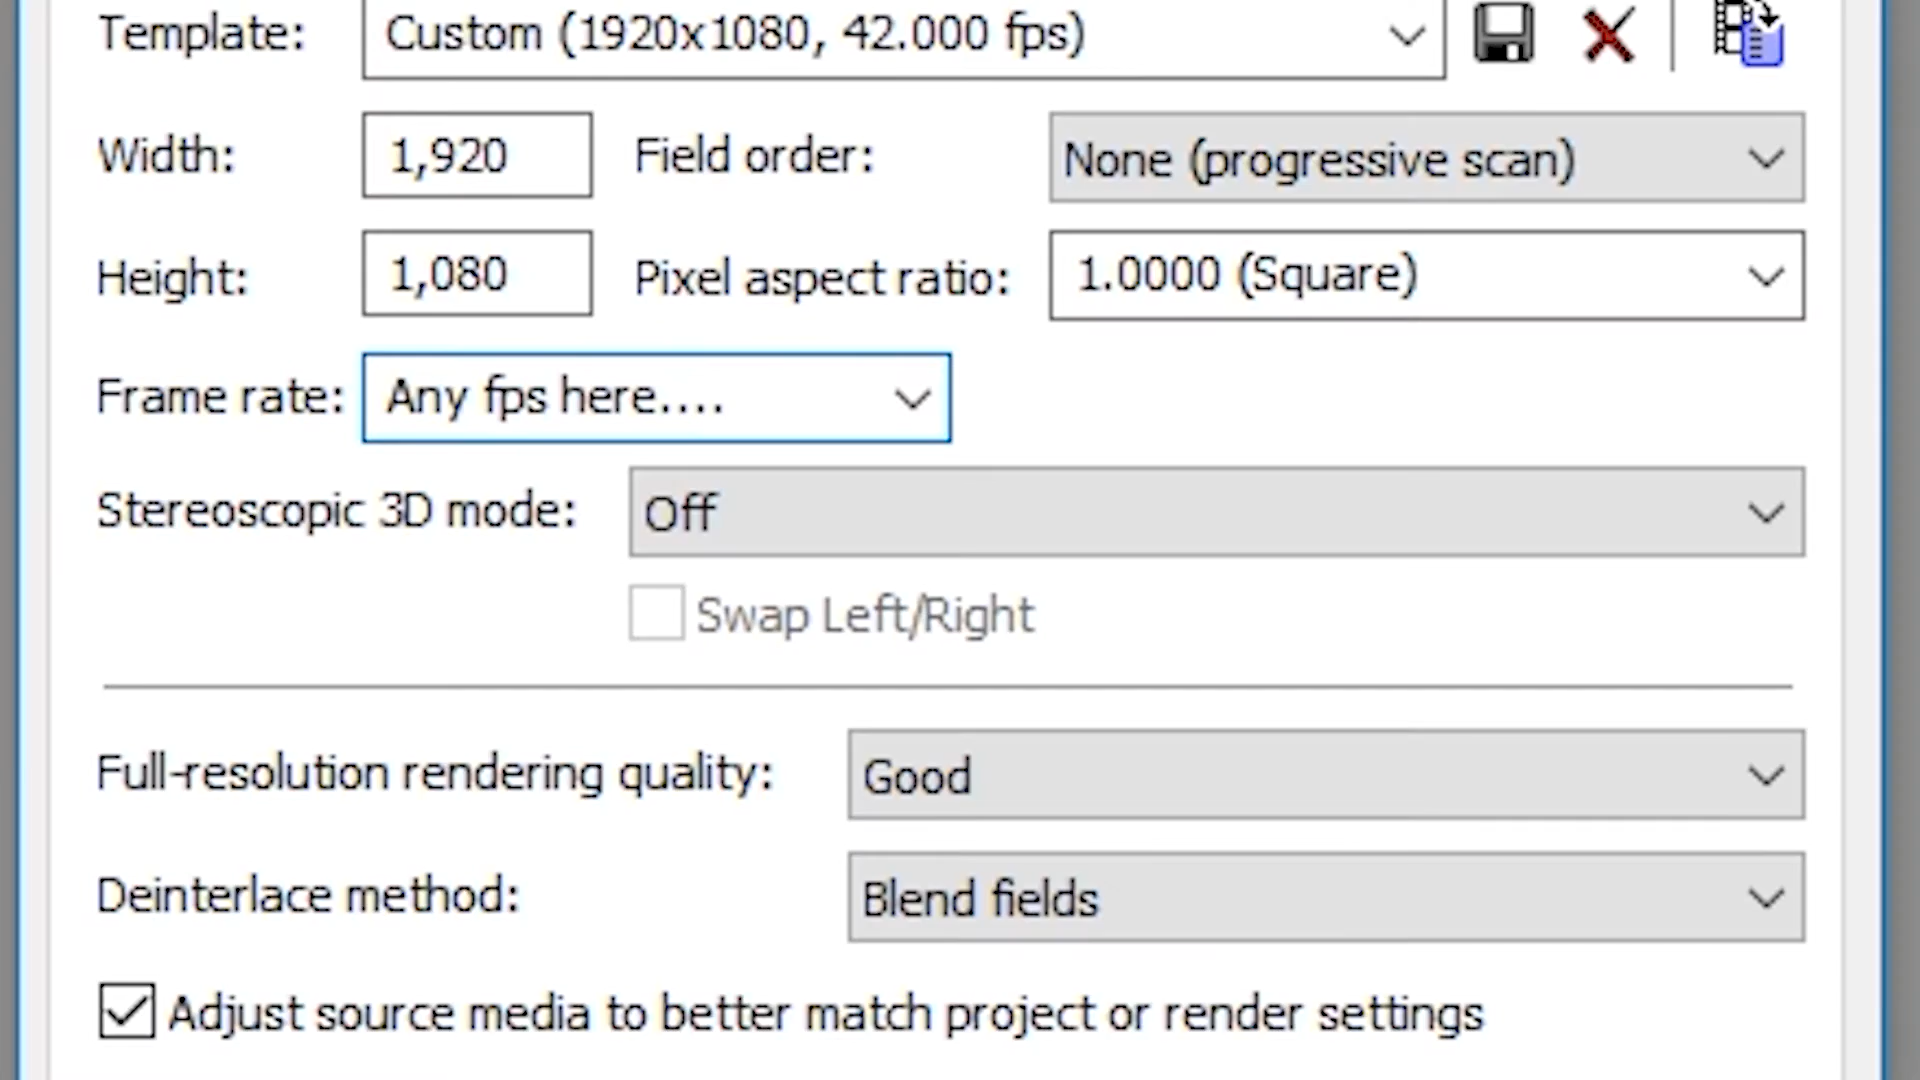 Template: Custom (1920x1080, 42.000 fps)
Width: 1,920 Field order: None (progressive scan)
Height: 1,080 Pixel aspect ratio: 1.0000 (Square)
Frame rate: Any fps here....
Stereoscopic 3D mode: Off
Swap Left/Right
Full-resolution rendering quality: Good
Deinterlace method: Blend fields
Adjust source media to better match project or render settings